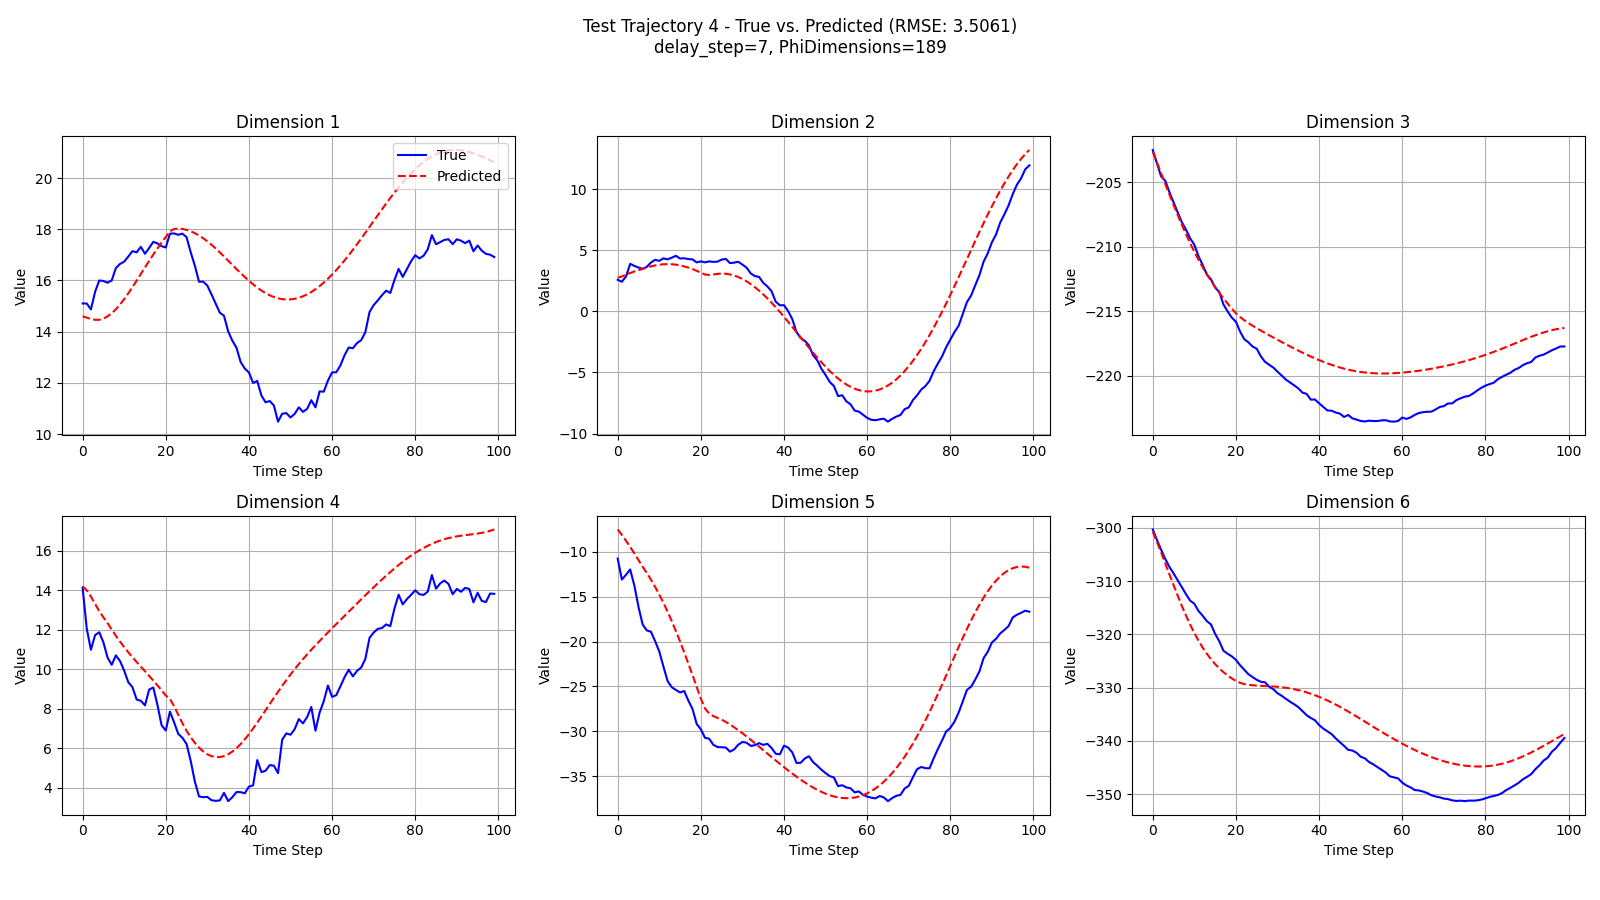 Test Trajectory 4 - True vs. Predicted (RMSE: 3.5061)
delay_step=7, PhiDimensions=189
Dimension 1
True
Predicted
Value
20
18
16
14
12
10
0 20 40 60 80 100
Time Step
Dimension 2
Value
10
5
0
−5
−10
0 20 40 60 80 100
Time Step
Dimension 3
Value
−205
−210
−215
−220
0 20 40 60 80 100
Time Step
Dimension 4
Value
16
14
12
10
8
6
4
0 20 40 60 80 100
Time Step
Dimension 5
Value
−10
−15
−20
−25
−30
−35
0 20 40 60 80 100
Time Step
Dimension 6
Value
−300
−310
−320
−330
−340
−350
0 20 40 60 80 100
Time Step